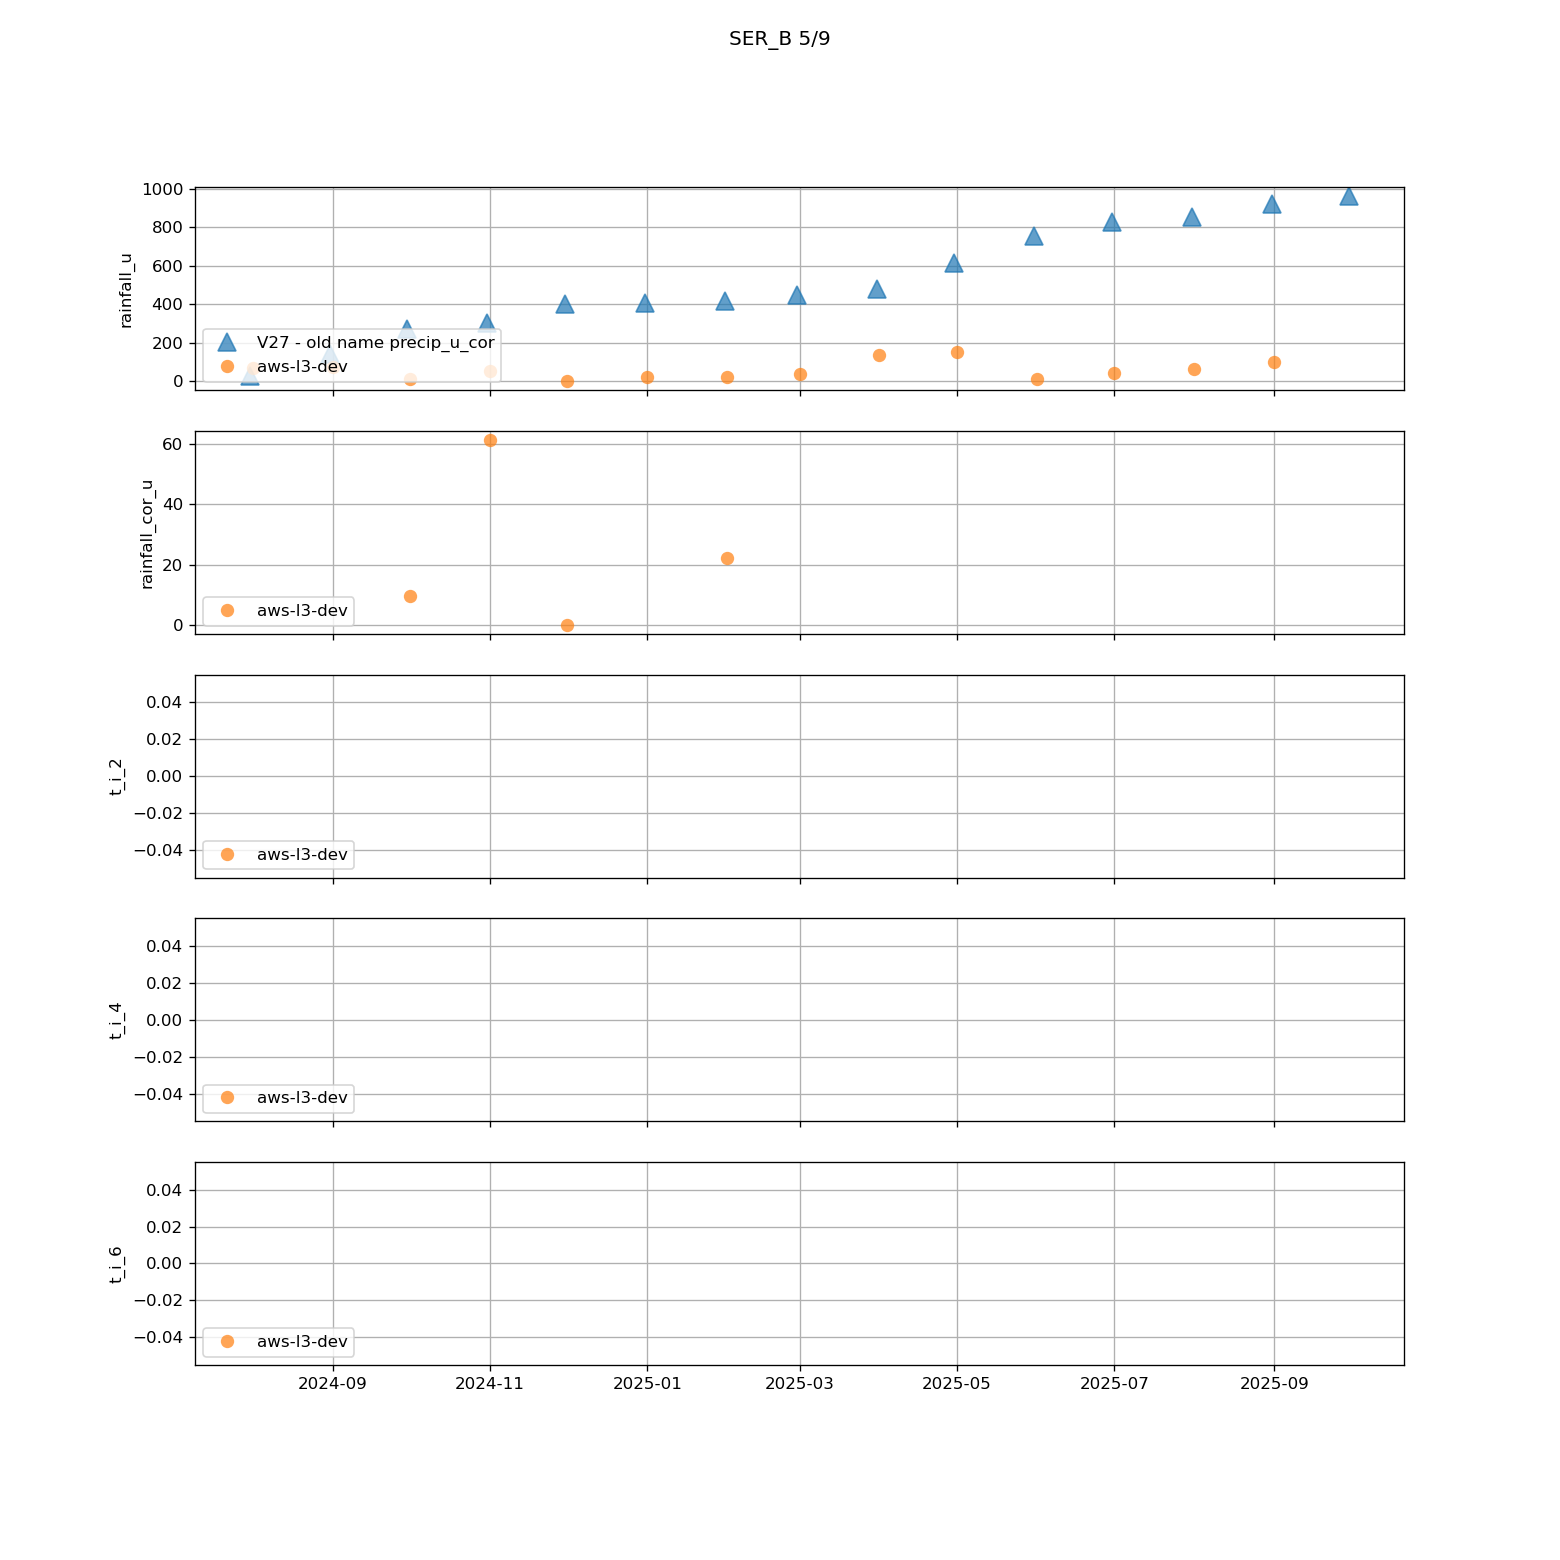 SER_B 5/9
1000
800
600
400
200
0
rainfall_u
V27 - old name precip_u_cor
aws-l3-dev
60
40
20
0
rainfall_cor_u
aws-l3-dev
0.04
0.02
0.00
−0.02
−0.04
t_i_2
aws-l3-dev
0.04
0.02
0.00
−0.02
−0.04
t_i_4
aws-l3-dev
0.04
0.02
0.00
−0.02
−0.04
t_i_6
aws-l3-dev
2024-09 2024-11 2025-01 2025-03 2025-05 2025-07 2025-09